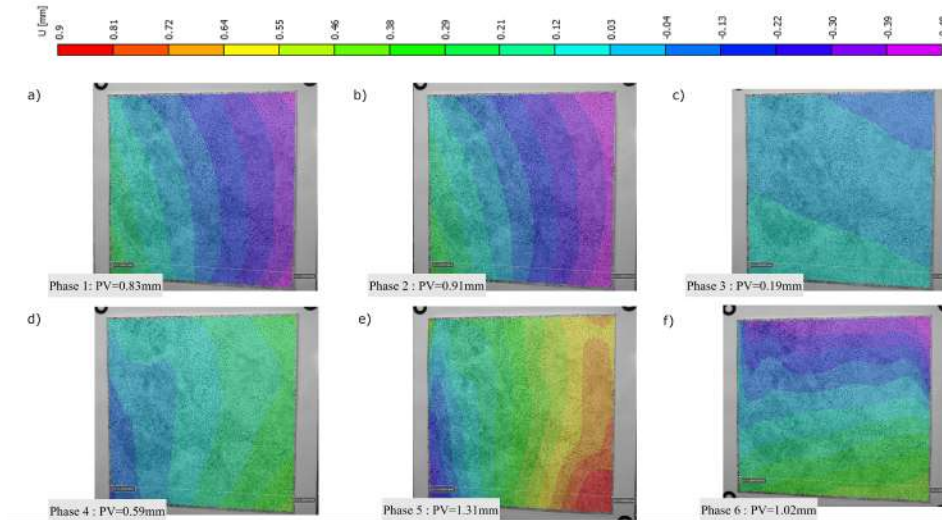 U [mm]
0.9
0.81
0.72
0.64
0.55
0.46
0.38
0.29
0.21
0.12
0.03
-0.04
-0.13
-0.22
-0.30
-0.39
a)
b)
c)
Phase 1: PV=0.83mm
Phase 2 : PV=0.91mm
Phase 3 : PV=0.19mm
d)
e)
f)
Phase 4 : PV=0.59mm
Phase 5 : PV=1.31mm
Phase 6 : PV=1.02mm